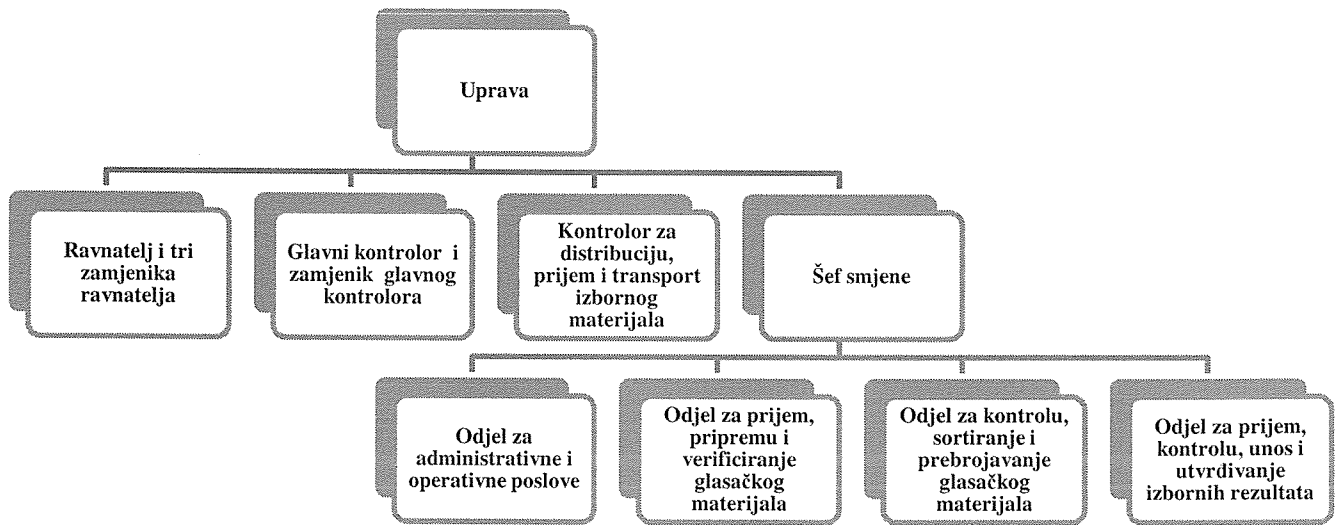 Uprava
Ravnatelj i tri
zamjenika
ravnatelja
Glavni kontrolor i
zamjenik glavnog
kontrolora
Kontrolor za
distribuciju,
prijem i transport
izbornog
materijala
Šef smjene
Odjel za
administrativne i
operativne poslove
Odjel za prijem,
pripremu i
verificiranje
glasačkog
materijala
Odjel za kontrolu,
sortiranje i
prebrojavanje
glasačkog
materijala
Odjel za prijem,
kontrolu, unos i
utvrđivanje
izbornih rezultata